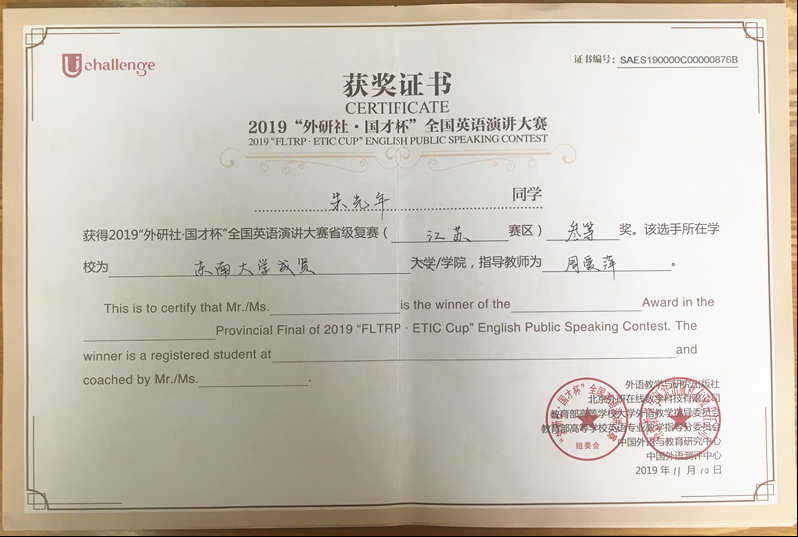 Uchallenge
证书编号：SAES190000C00000876B
获奖证书
CERTIFICATE
2019“外研社·国才杯”全国英语演讲大赛
2019 “FLTRP · ETIC CUP” ENGLISH PUBLIC SPEAKING CONTEST
朱光年 同学
获得2019“外研社·国才杯”全国英语演讲大赛省级复赛（ 江苏 赛区） 叁等 奖。该选手所在学
校为 东南大学成贤 大学/学院，指导教师为 周爱萍 。
This is to certify that Mr./Ms. is the winner of the Award in the
Provincial Final of 2019 “FLTRP · ETIC Cup” English Public Speaking Contest. The
winner is a registered student at and
coached by Mr./Ms. .
外语教学与研究出版社
北京外研在线数字科技有限公司
教育部高等学校大学外语教学指导委员会
教育部高等学校英语专业教学指导分委员会
中国外语与教育研究中心
中国外语测评中心
2019 年 11 月 10 日
组委会